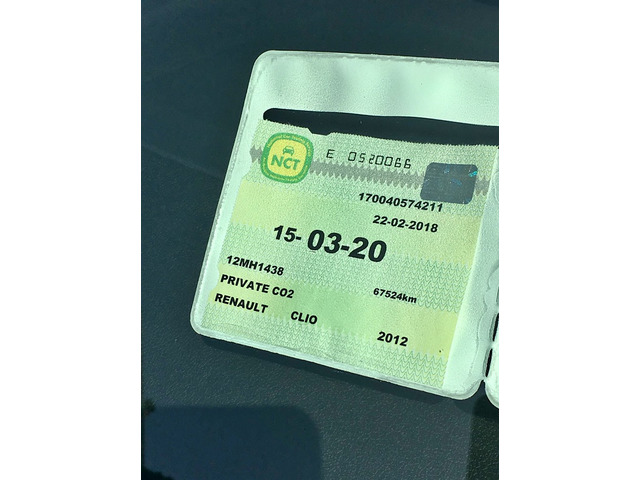 NCT
E 0520066
170040574211
22-02-2018
15-03-20
12MH1438
67524km
PRIVATE CO2
RENAULT CLIO 2012